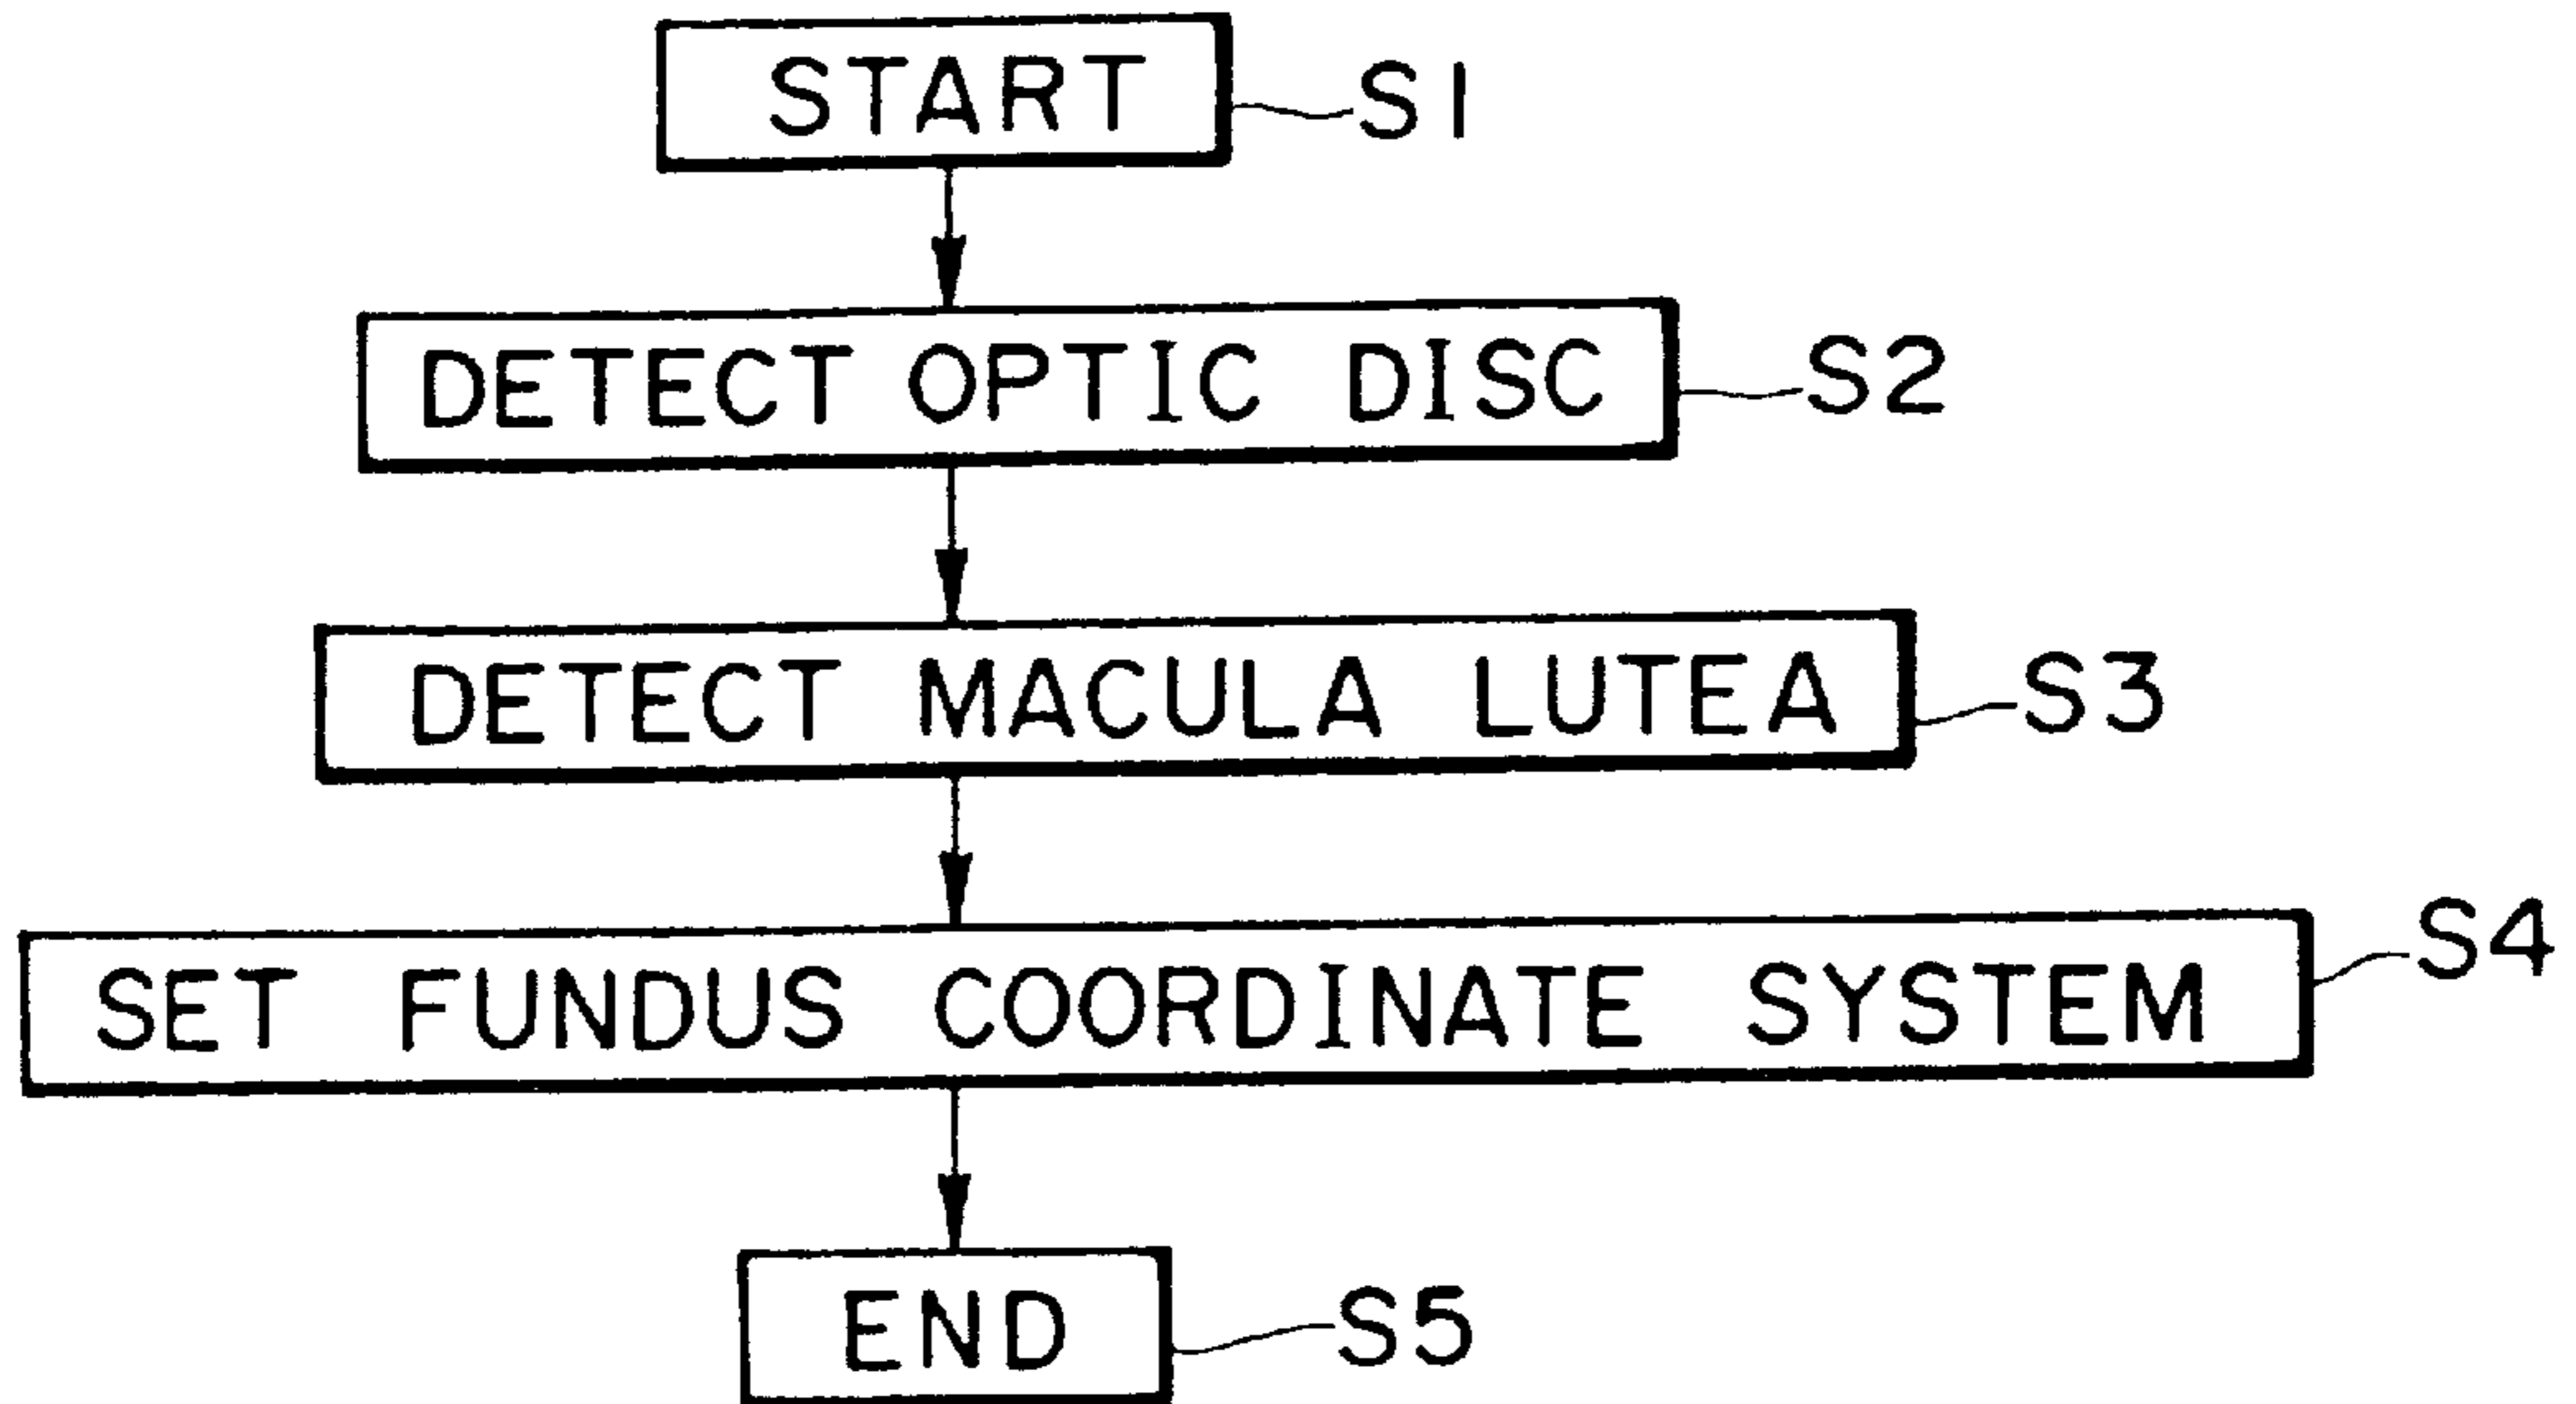 START S1
DETECT OPTIC DISC S2
DETECT MACULA LUTEA S3
SET FUNDUS COORDINATE SYSTEM S4
END S5